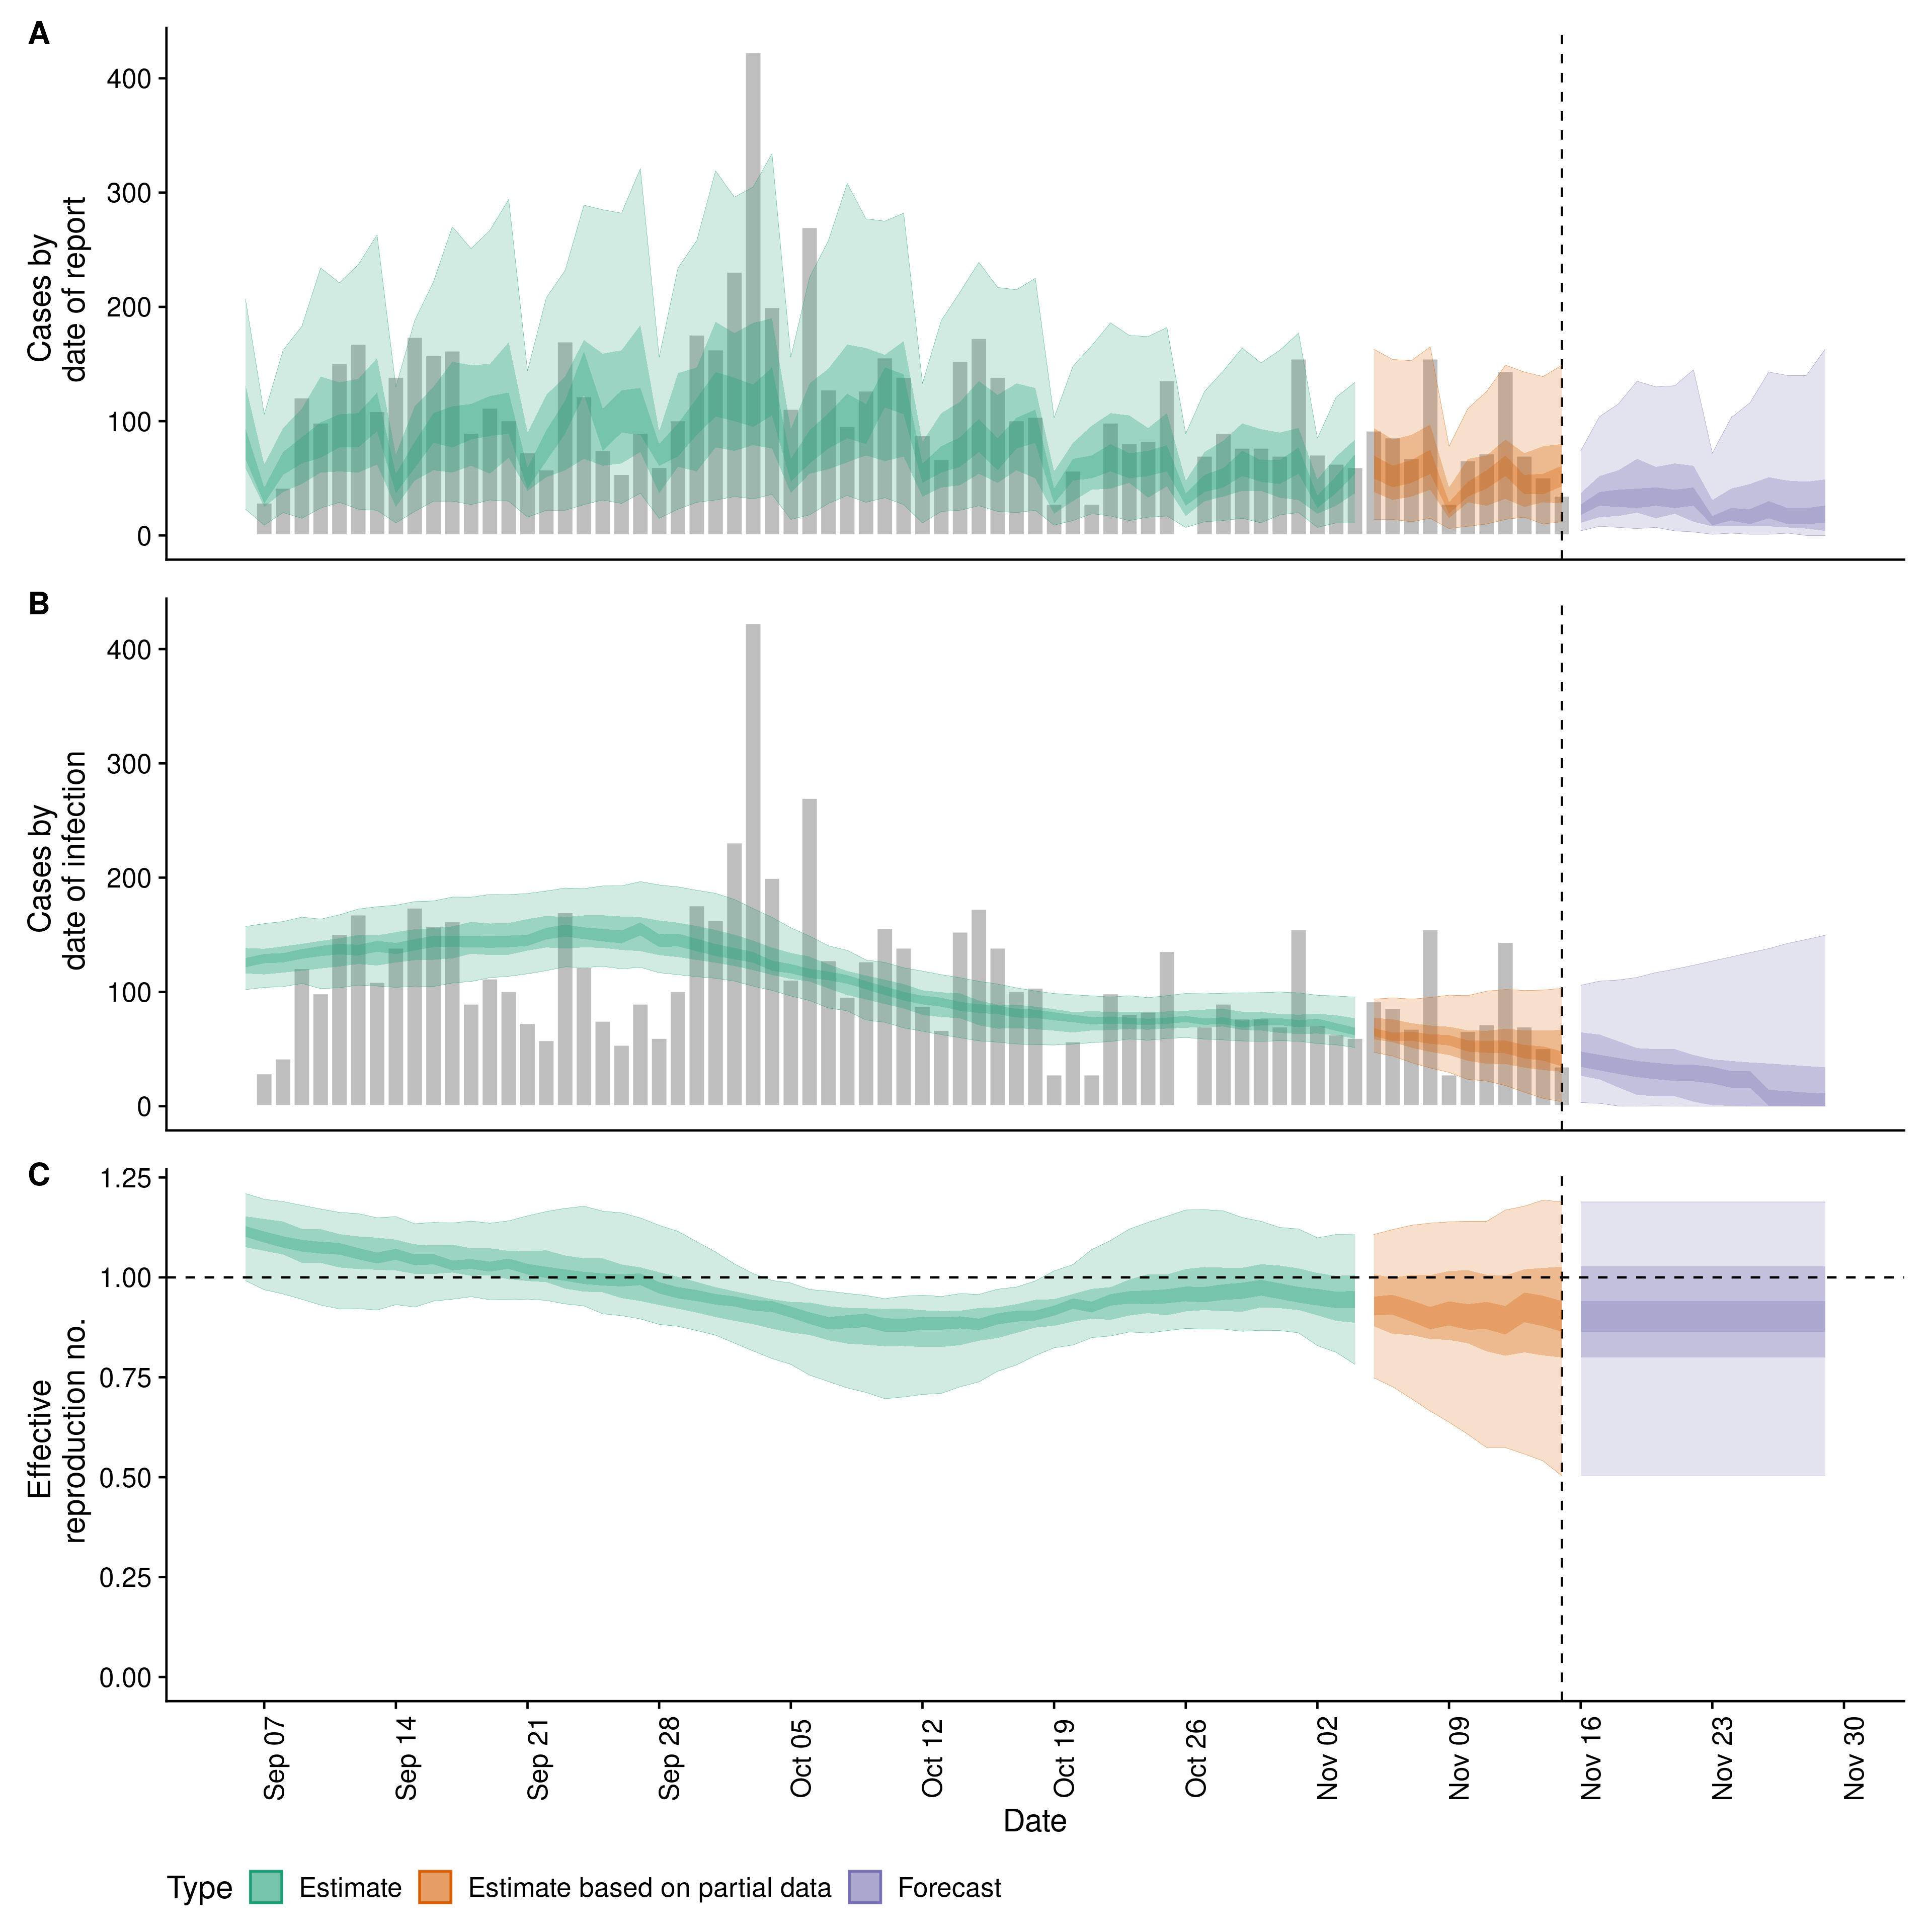 A
400
300
200
100
0
Cases by
date of report
B
400
300
200
100
0
Cases by
date of infection
C
1.25
1.00
0.75
0.50
0.25
0.00
Effective
reproduction no.
Sep 07
Sep 14
Sep 21
Sep 28
Oct 05
Oct 12
Oct 19
Oct 26
Nov 02
Nov 09
Nov 16
Nov 23
Nov 30
Date
Type Estimate Estimate based on partial data Forecast